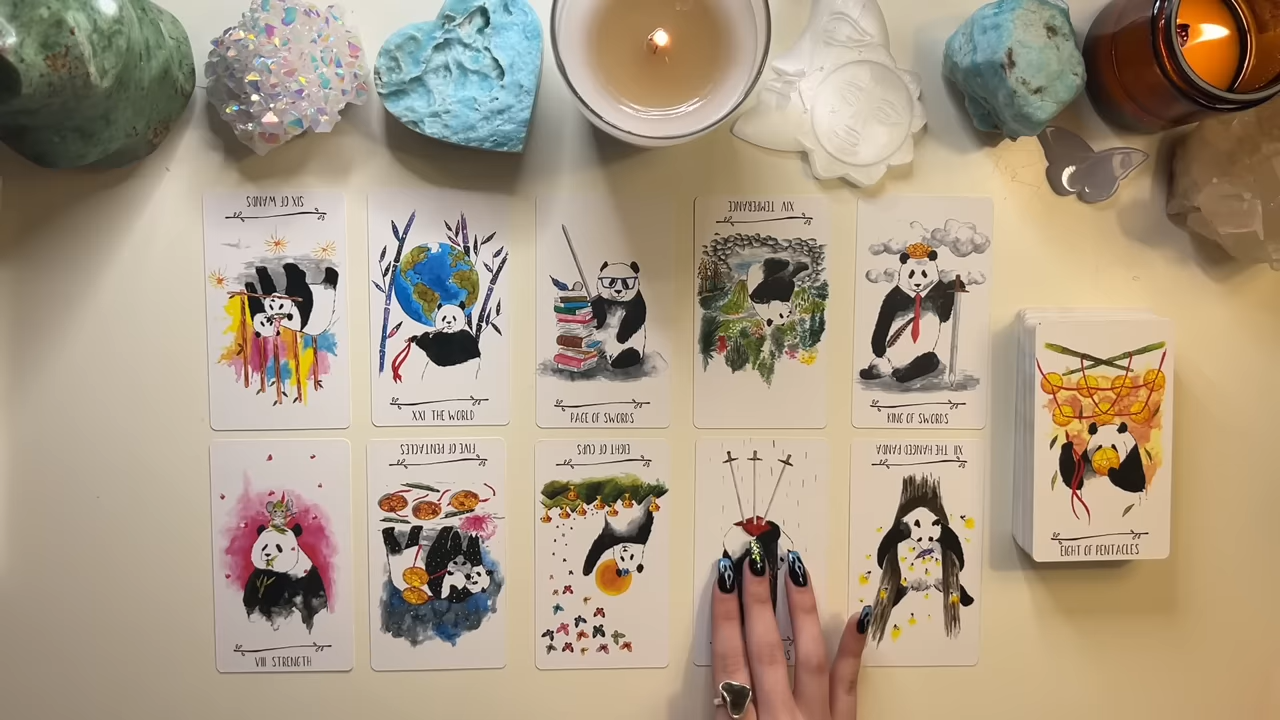 SIX OF WANDS
XXI THE WORLD
PAGE OF SWORDS
XIV TEMPERANCE
KING OF SWORDS
VIII STRENGTH
FIVE OF PENTACLES
EIGHT OF CUPS
XII THE HANGED PANDA
EIGHT OF PENTACLES